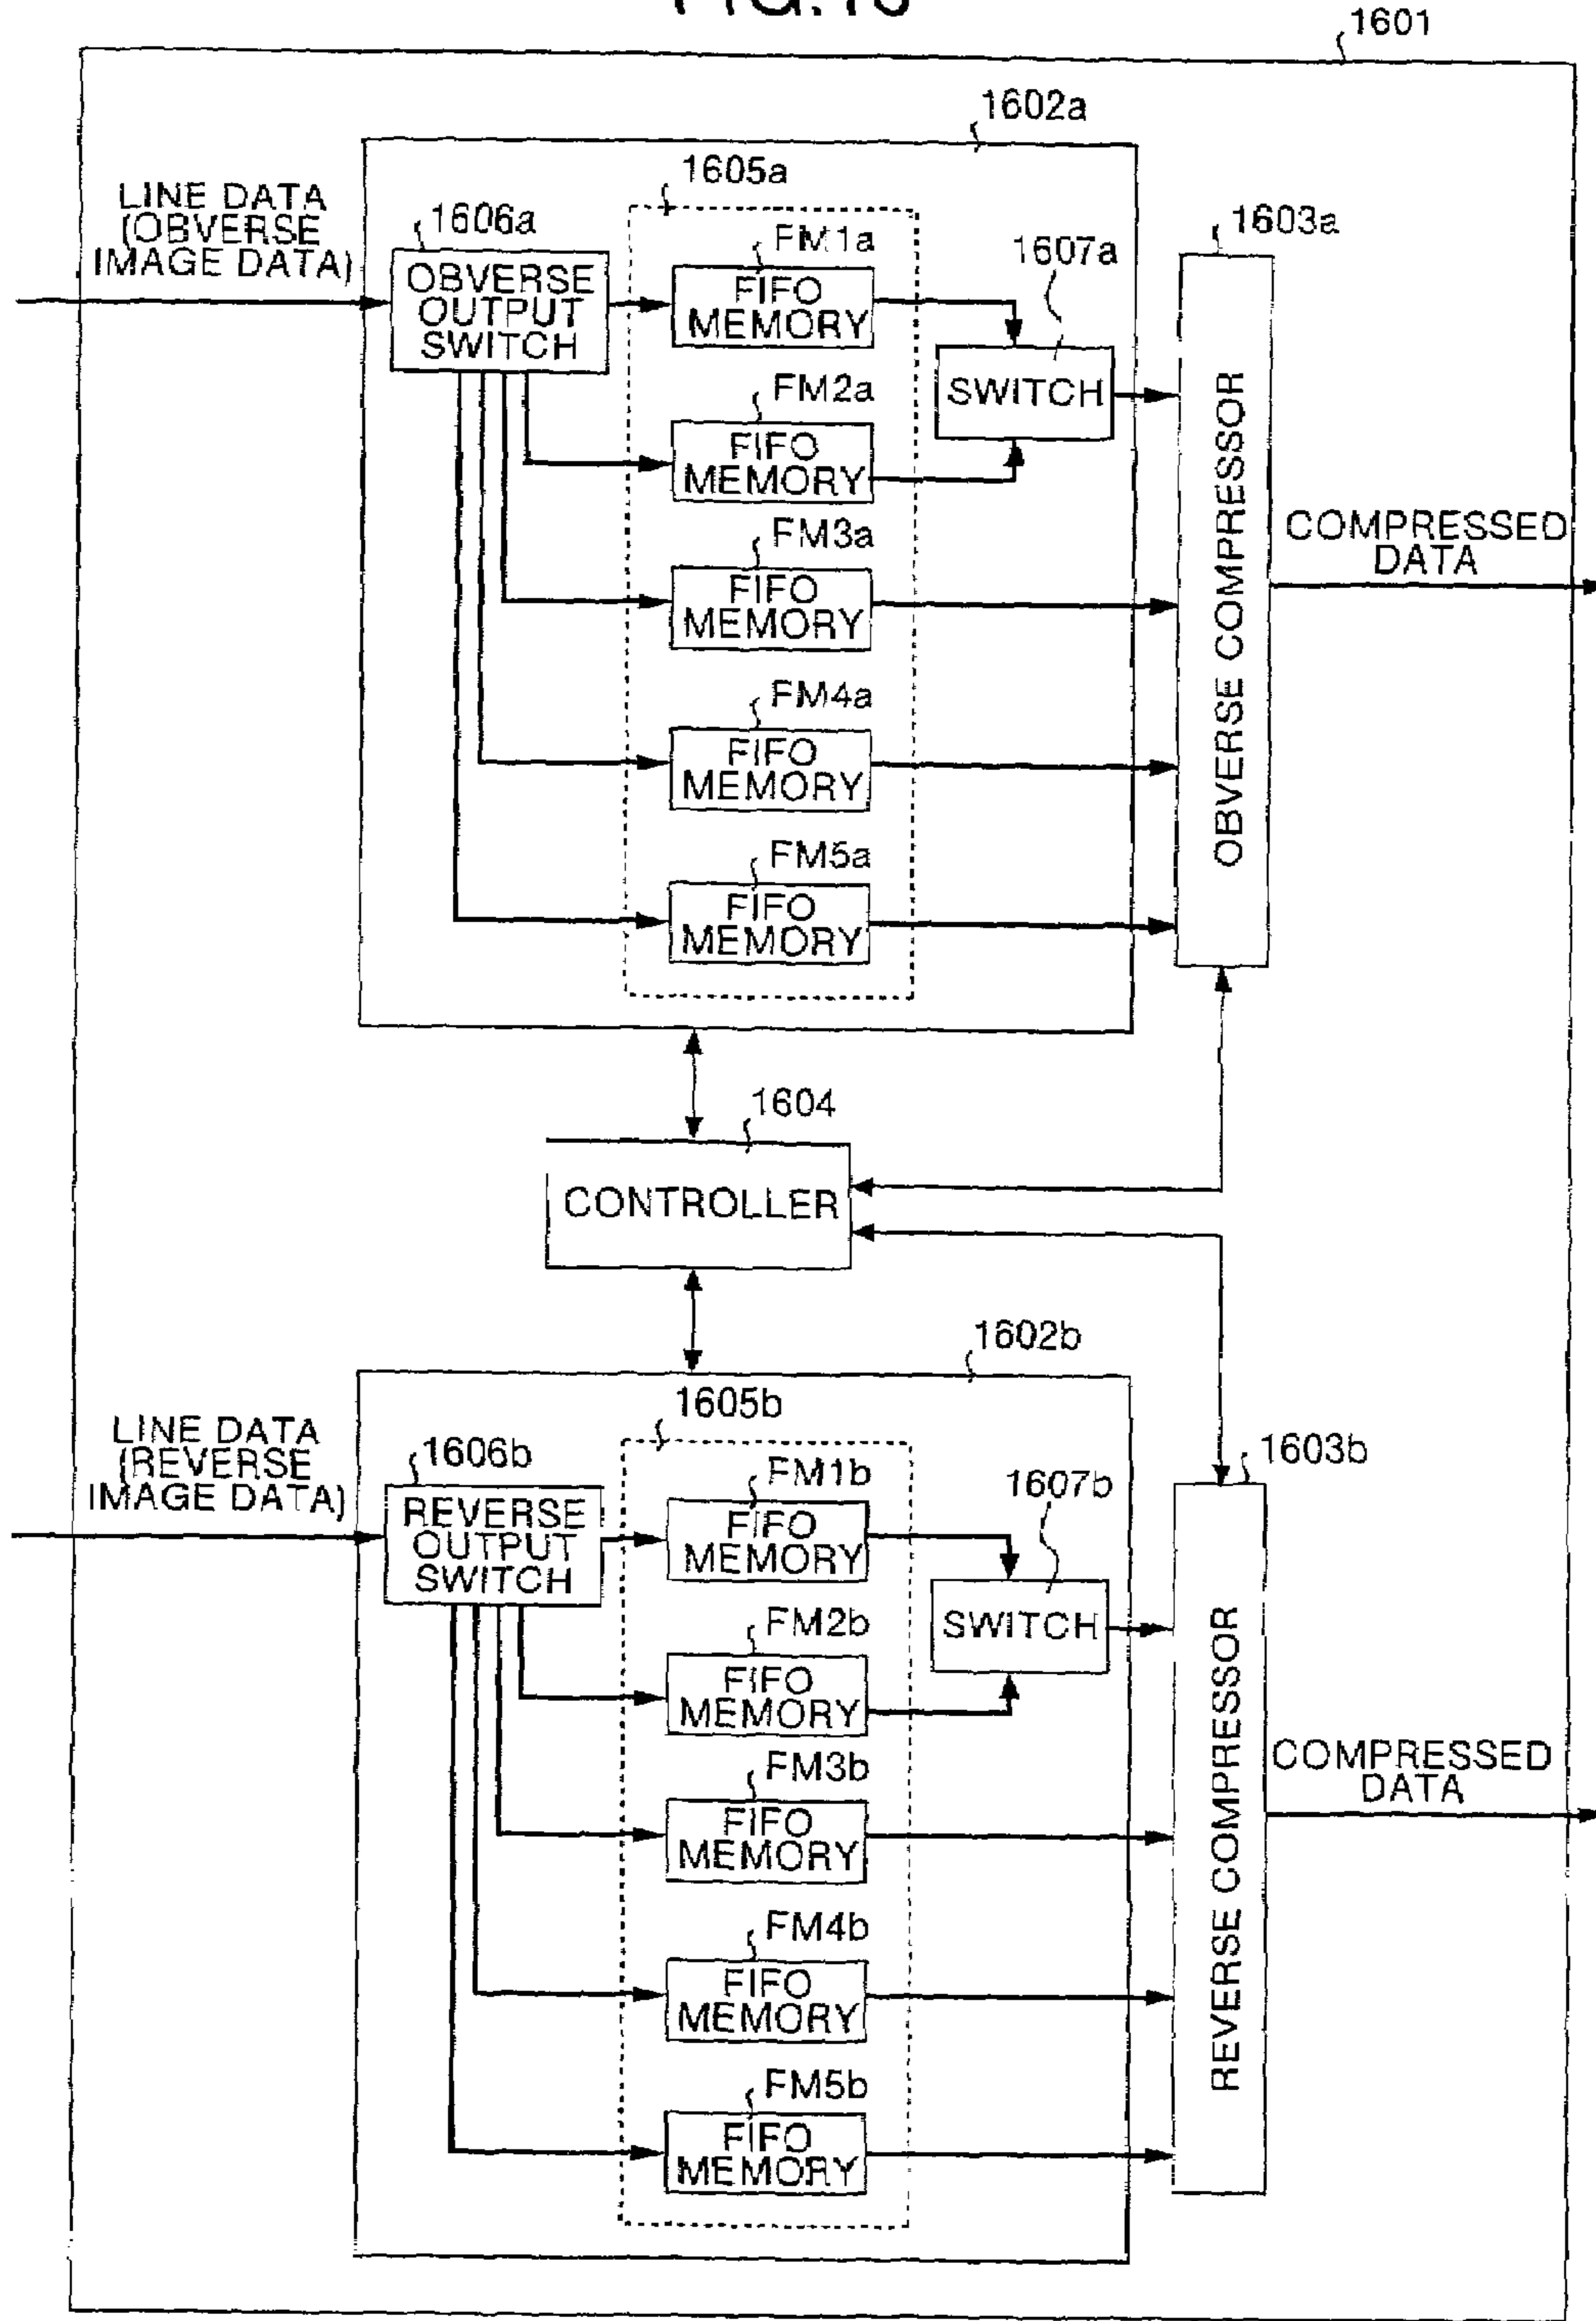 1601
1602a
1605a
LINE DATA
(OBVERSE
IMAGE DATA)
1606a
OBVERSE
OUTPUT
SWITCH
FM1a
FIFO
MEMORY
1607a
SWITCH
1603a
OBVERSE COMPRESSOR
FM2a
FIFO
MEMORY
FM3a
FIFO
MEMORY
COMPRESSED
DATA
FM4a
FIFO
MEMORY
FM5a
FIFO
MEMORY
1604
CONTROLLER
1602b
1605b
LINE DATA
(REVERSE
IMAGE DATA)
1606b
REVERSE
OUTPUT
SWITCH
FM1b
FIFO
MEMORY
1607b
SWITCH
1603b
REVERSE COMPRESSOR
FM2b
FIFO
MEMORY
FM3b
FIFO
MEMORY
COMPRESSED
DATA
FM4b
FIFO
MEMORY
FM5b
FIFO
MEMORY